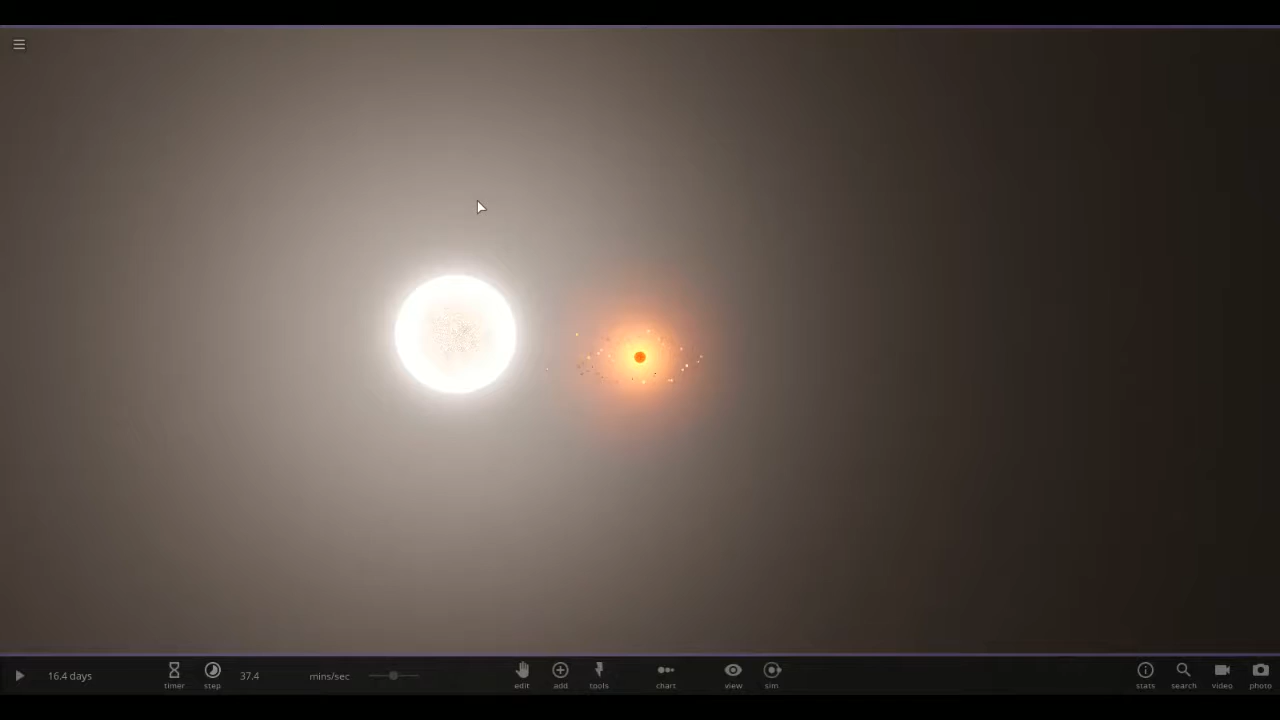 16.4 days
timer
step
37.4
mins/sec
edit
add
tools
chart
view
sim
stats
search
video
photo